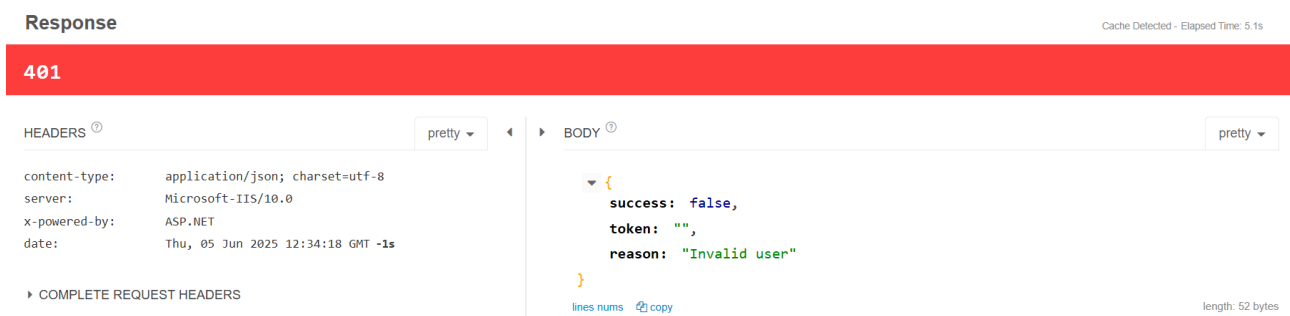 Response
Cache Detected - Elapsed Time: 5.1s
401
HEADERS ?
pretty
content-type: application/json; charset=utf-8
server: Microsoft-IIS/10.0
x-powered-by: ASP.NET
date: Thu, 05 Jun 2025 12:34:18 GMT -1s
COMPLETE REQUEST HEADERS
BODY ?
pretty
{
success: false,
token: "",
reason: "Invalid user"
}
lines nums copy
length: 52 bytes